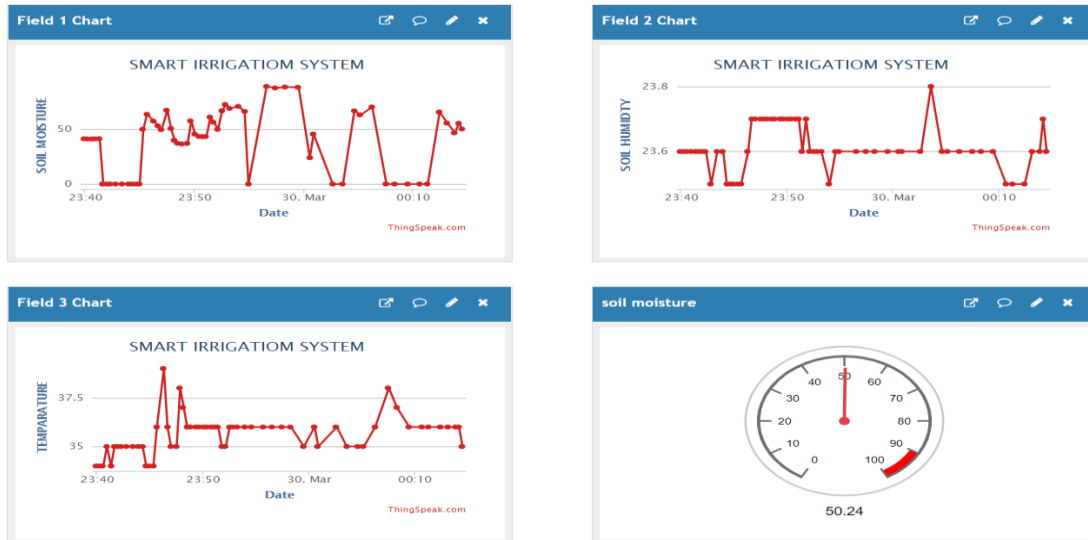 Field 1 Chart
SMART IRRIGATIOM SYSTEM
SOIL MOISTURE
50
0
23:40
23:50
30. Mar
00:10
Date
ThingSpeak.com
Field 2 Chart
SMART IRRIGATIOM SYSTEM
SOIL HUMIDTY
23.8
23.6
23:40
23:50
30. Mar
00:10
Date
ThingSpeak.com
Field 3 Chart
SMART IRRIGATIOM SYSTEM
TEMPARATURE
37.5
35
23:40
23:50
30. Mar
00:10
Date
ThingSpeak.com
soil moisture
0
10
20
30
40
50
60
70
80
90
100
50.24